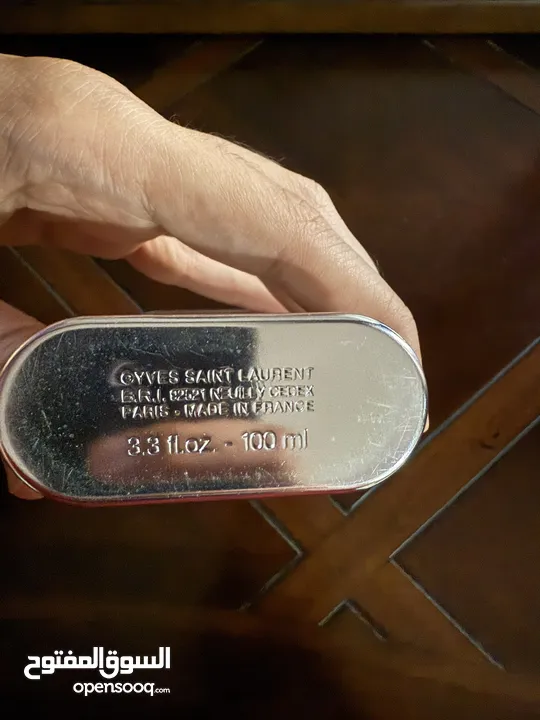 ©YVES SAINT LAURENT
B.P.J. 92521 NEUILLY CEDEX
PARIS - MADE IN FRANCE
3.3 fl.oz. - 100 ml
السوق المفتوح
opensooq.com